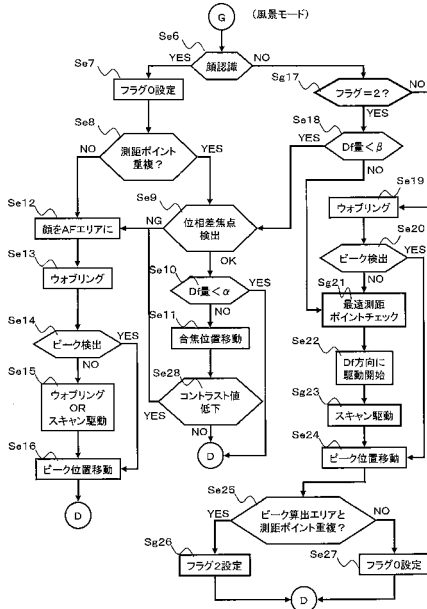 G
(風景モード)
Se6
顔認識
YES
NO
Se7
フラグ0設定
Sg17
フラグ=2?
NO
YES
Se8
測距ポイント
重複?
NO
YES
Se18
Df量<β
YES
NO
Se9
位相差焦点
検出
NG
OK
Se12
顔をAFエリアに
Se19
ウォブリング
Se13
ウォブリング
Se10
Df量<α
YES
NO
Se20
ピーク検出
YES
NO
Se11
合焦位置移動
Sg21
最遠測距
ポイントチェック
Se14
ピーク検出
YES
NO
Se28
コントラスト値
低下
YES
NO
Se22
Df方向に
駆動開始
Se15
ウォブリング
OR
スキャン駆動
Sg23
スキャン駆動
Se16
ピーク位置移動
D
Se24
ピーク位置移動
D
Se25
ピーク算出エリアと
測距ポイント重複?
YES
NO
Sg26
フラグ2設定
Se27
フラグ0設定
D